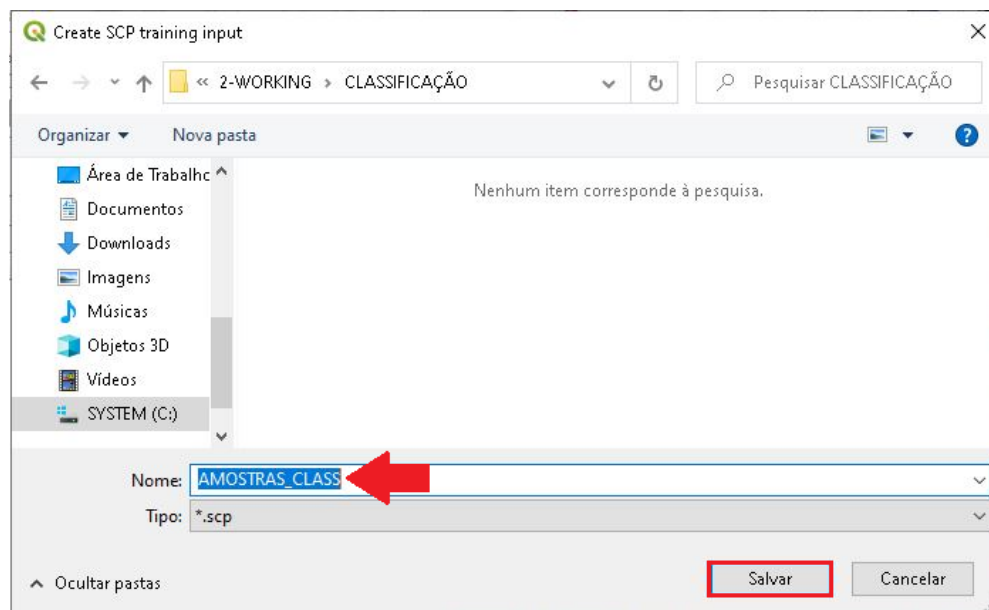 Create SCP training input
« 2-WORKING › CLASSIFICAÇÃO
Pesquisar CLASSIFICAÇÃO
Organizar
Nova pasta
Área de Trabalhc
Documentos
Downloads
Imagens
Músicas
Objetos 3D
Vídeos
SYSTEM (C:)
Nenhum item corresponde à pesquisa.
Nome: AMOSTRAS_CLASS
Tipo: *.scp
Ocultar pastas
Salvar
Cancelar